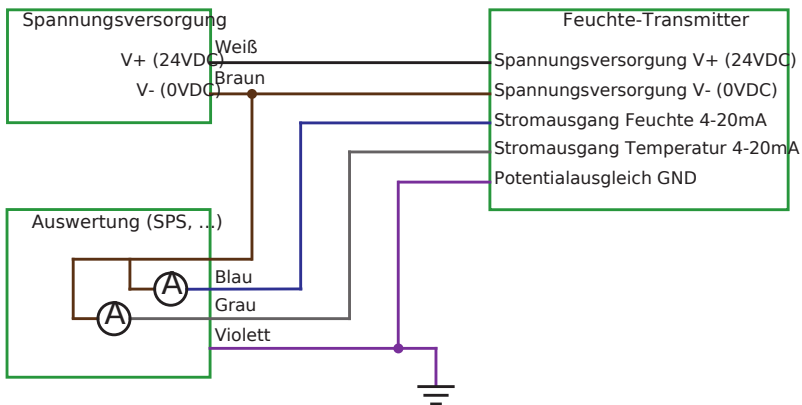 Spannungsversorgung
V+ (24VDC)
V- (0VDC)
Weiß
Braun
Feuchte-Transmitter
Spannungsversorgung V+ (24VDC)
Spannungsversorgung V- (0VDC)
Stromausgang Feuchte 4-20mA
Stromausgang Temperatur 4-20mA
Potentialausgleich GND
Auswertung (SPS, ...)
A
A
Blau
Grau
Violett